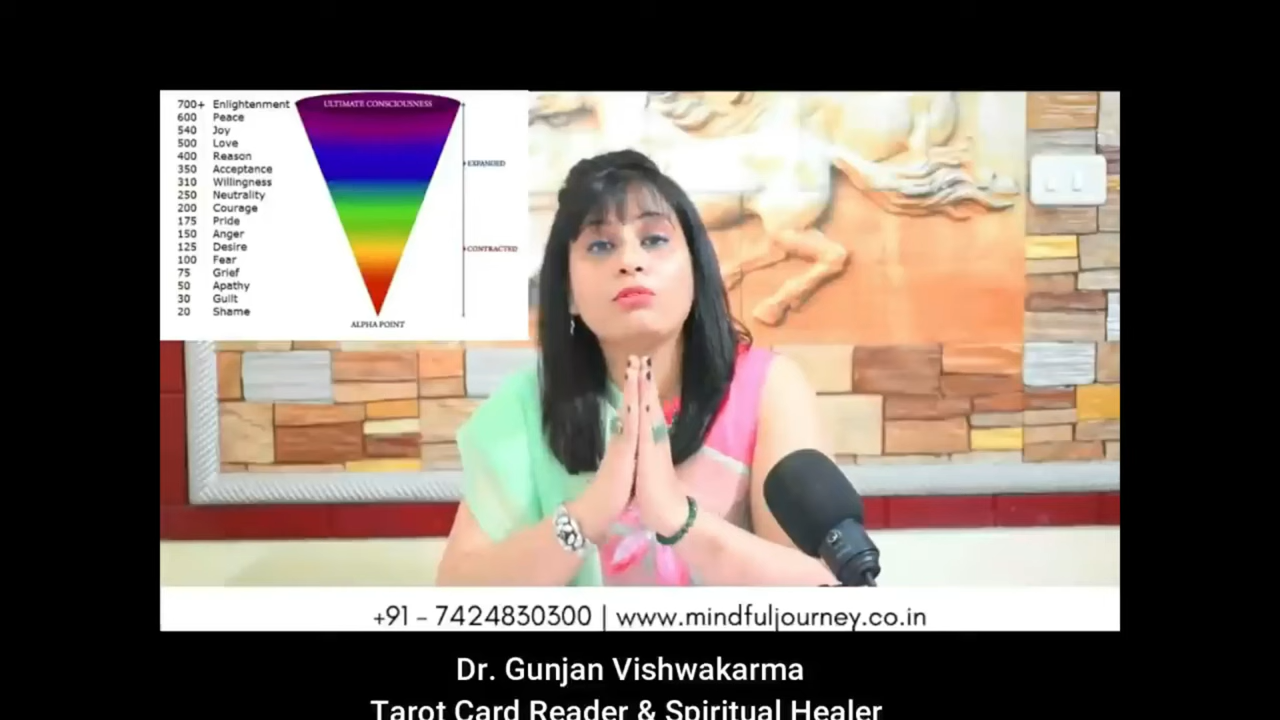 700+ Enlightenment
600 Peace
540 Joy
500 Love
400 Reason
350 Acceptance
310 Willingness
250 Neutrality
200 Courage
175 Pride
150 Anger
125 Desire
100 Fear
75 Grief
50 Apathy
30 Guilt
20 Shame
ULTIMATE CONSCIOUSNESS
EXPANDED
CONTRACTED
ALPHA POINT
+91 - 7424830300 | www.mindfuljourney.co.in
Dr. Gunjan Vishwakarma
Tarot Card Reader & Spiritual Healer